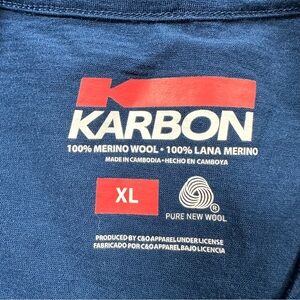 KARBON
100% MERINO WOOL • 100% LANA MERINO
MADE IN CAMBODIA • HECHO EN CAMBOYA
XL
®
PURE NEW WOOL
PRODUCED BY C&O APPAREL UNDER LICENSE
FABRICADO POR C&O APPAREL BAJO LICENCIA